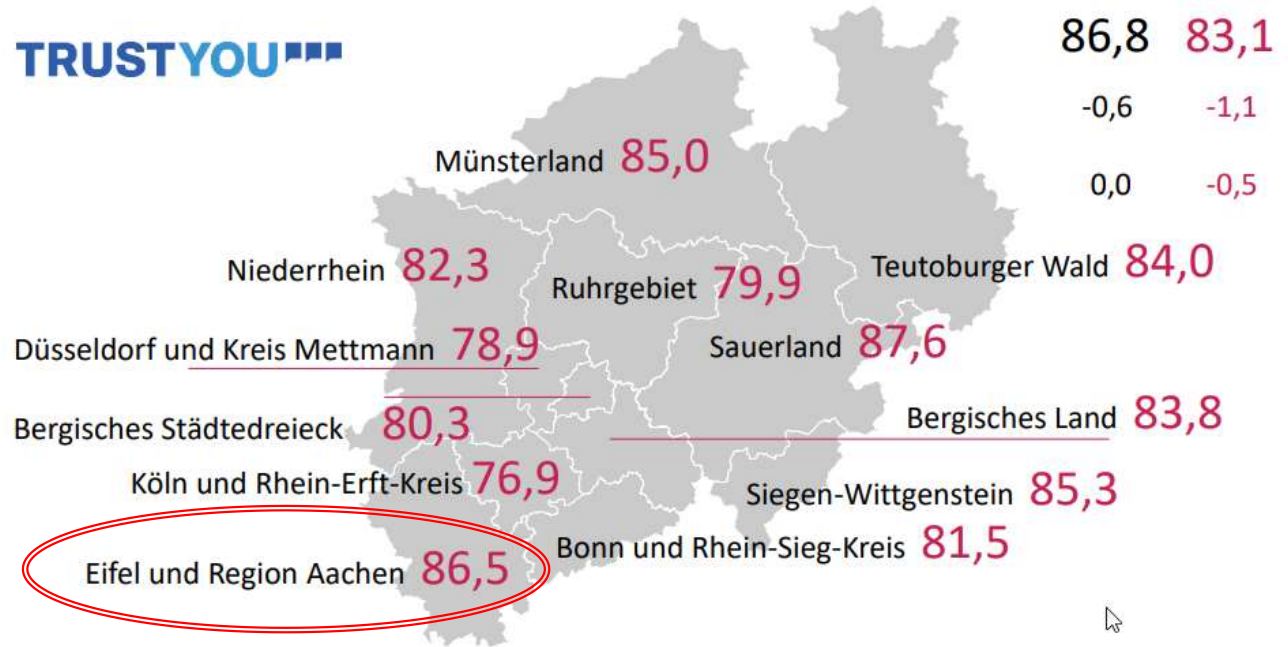 TRUSTYOU
86,8 83,1
-0,6 -1,1
0,0 -0,5
Münsterland 85,0
Niederrhein 82,3
Ruhrgebiet 79,9
Teutoburger Wald 84,0
Düsseldorf und Kreis Mettmann 78,9
Sauerland 87,6
Bergisches Städtedreieck 80,3
Bergisches Land 83,8
Köln und Rhein-Erft-Kreis 76,9
Siegen-Wittgenstein 85,3
Eifel und Region Aachen 86,5
Bonn und Rhein-Sieg-Kreis 81,5